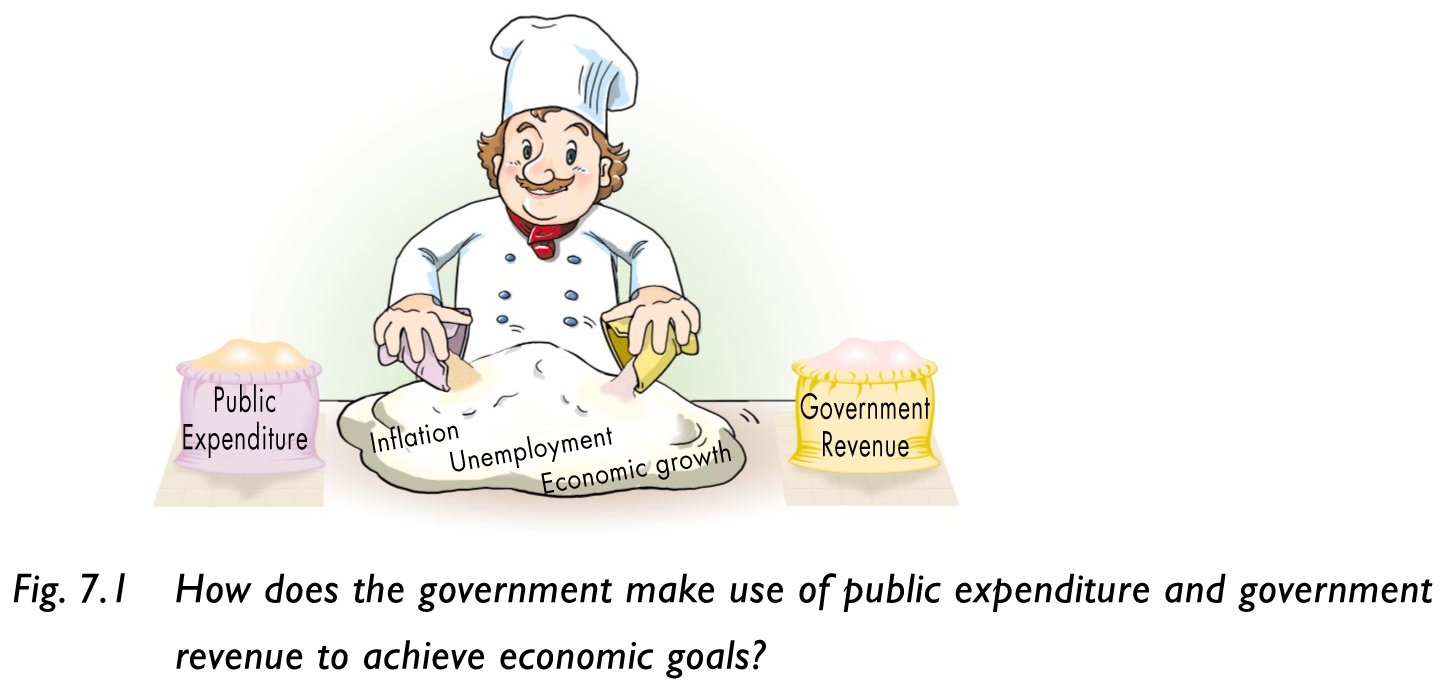 Public
Expenditure
Inflation
Unemployment
Economic growth
Government
Revenue
Fig. 7.1 How does the government make use of public expenditure and government
revenue to achieve economic goals?